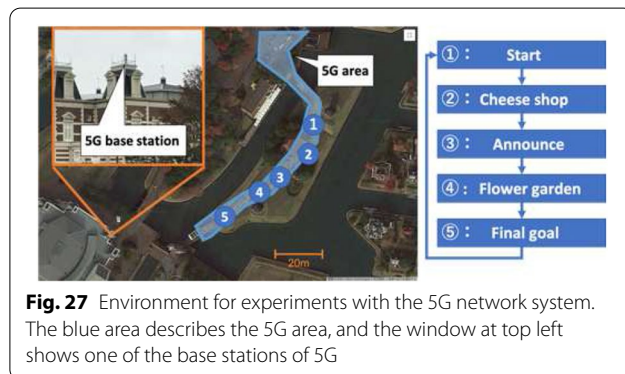 5G base station
5G area
1
2
3
4
5
20m
①： Start
②： Cheese shop
③： Announce
④： Flower garden
⑤： Final goal
Fig. 27 Environment for experiments with the 5G network system.
The blue area describes the 5G area, and the window at top left
shows one of the base stations of 5G